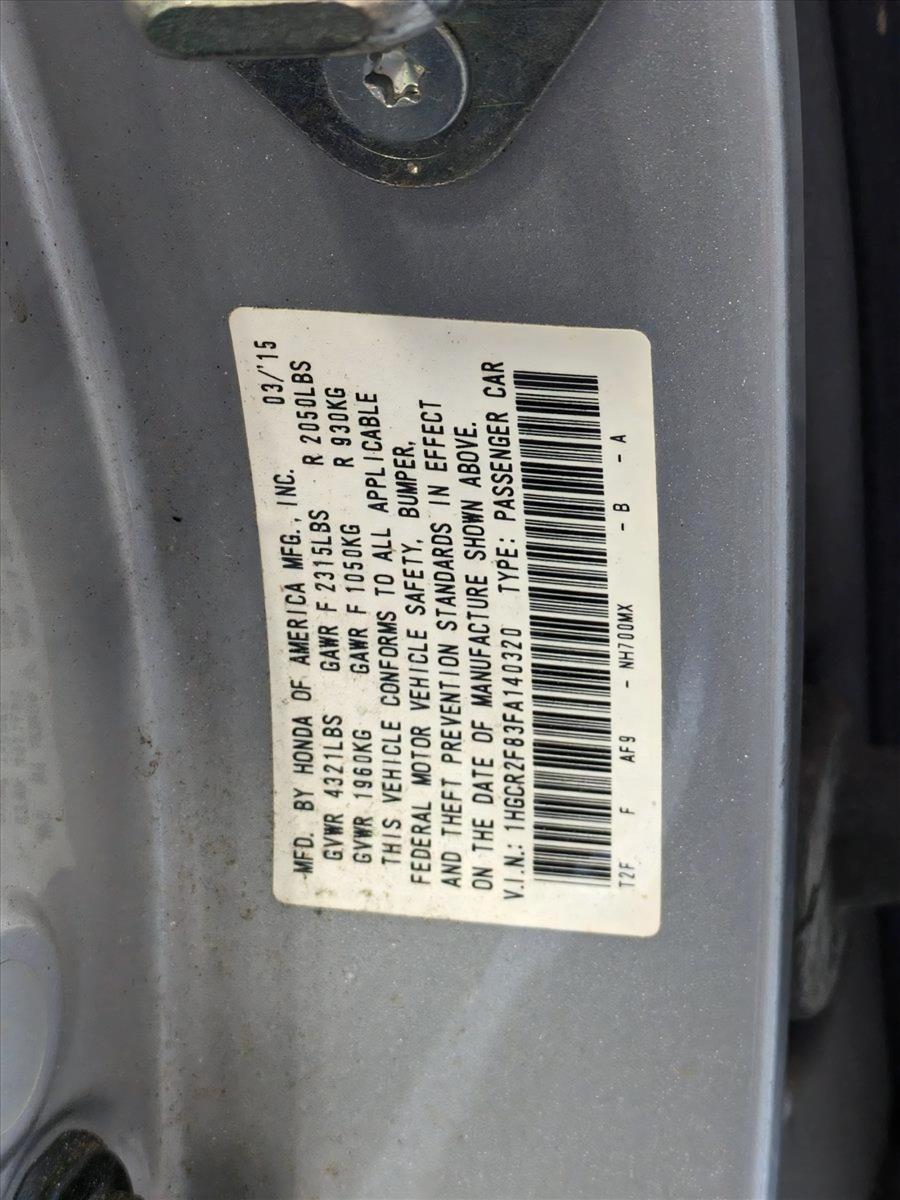 MFD. BY HONDA OF AMERICA MFG., INC. 03/'15
GVWR 4321LBS GAWR F 2315LBS R 2050LBS
GVWR 1960KG GAWR F 1050KG R 930KG
THIS VEHICLE CONFORMS TO ALL APPLICABLE
FEDERAL MOTOR VEHICLE SAFETY, BUMPER,
AND THEFT PREVENTION STANDARDS IN EFFECT
ON THE DATE OF MANUFACTURE SHOWN ABOVE.
V.I.N.: 1HGCR2F83FA140320 TYPE: PASSENGER CAR
T2F F AF9 - NH700MX - B - A